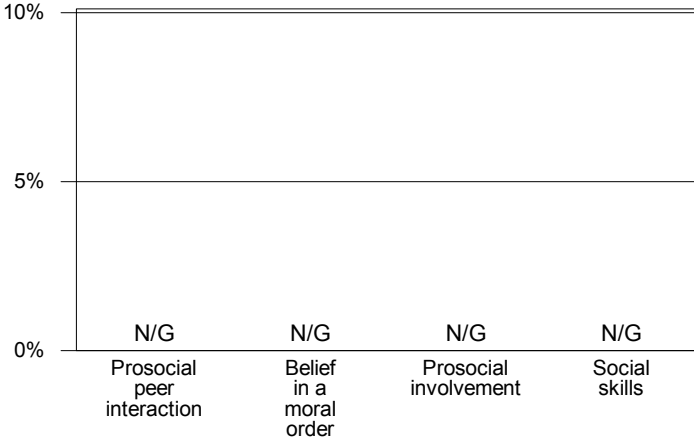 10%
5%
0%
N/G
N/G
N/G
N/G
Prosocial
peer
interaction
Belief
in a
moral
order
Prosocial
involvement
Social
skills